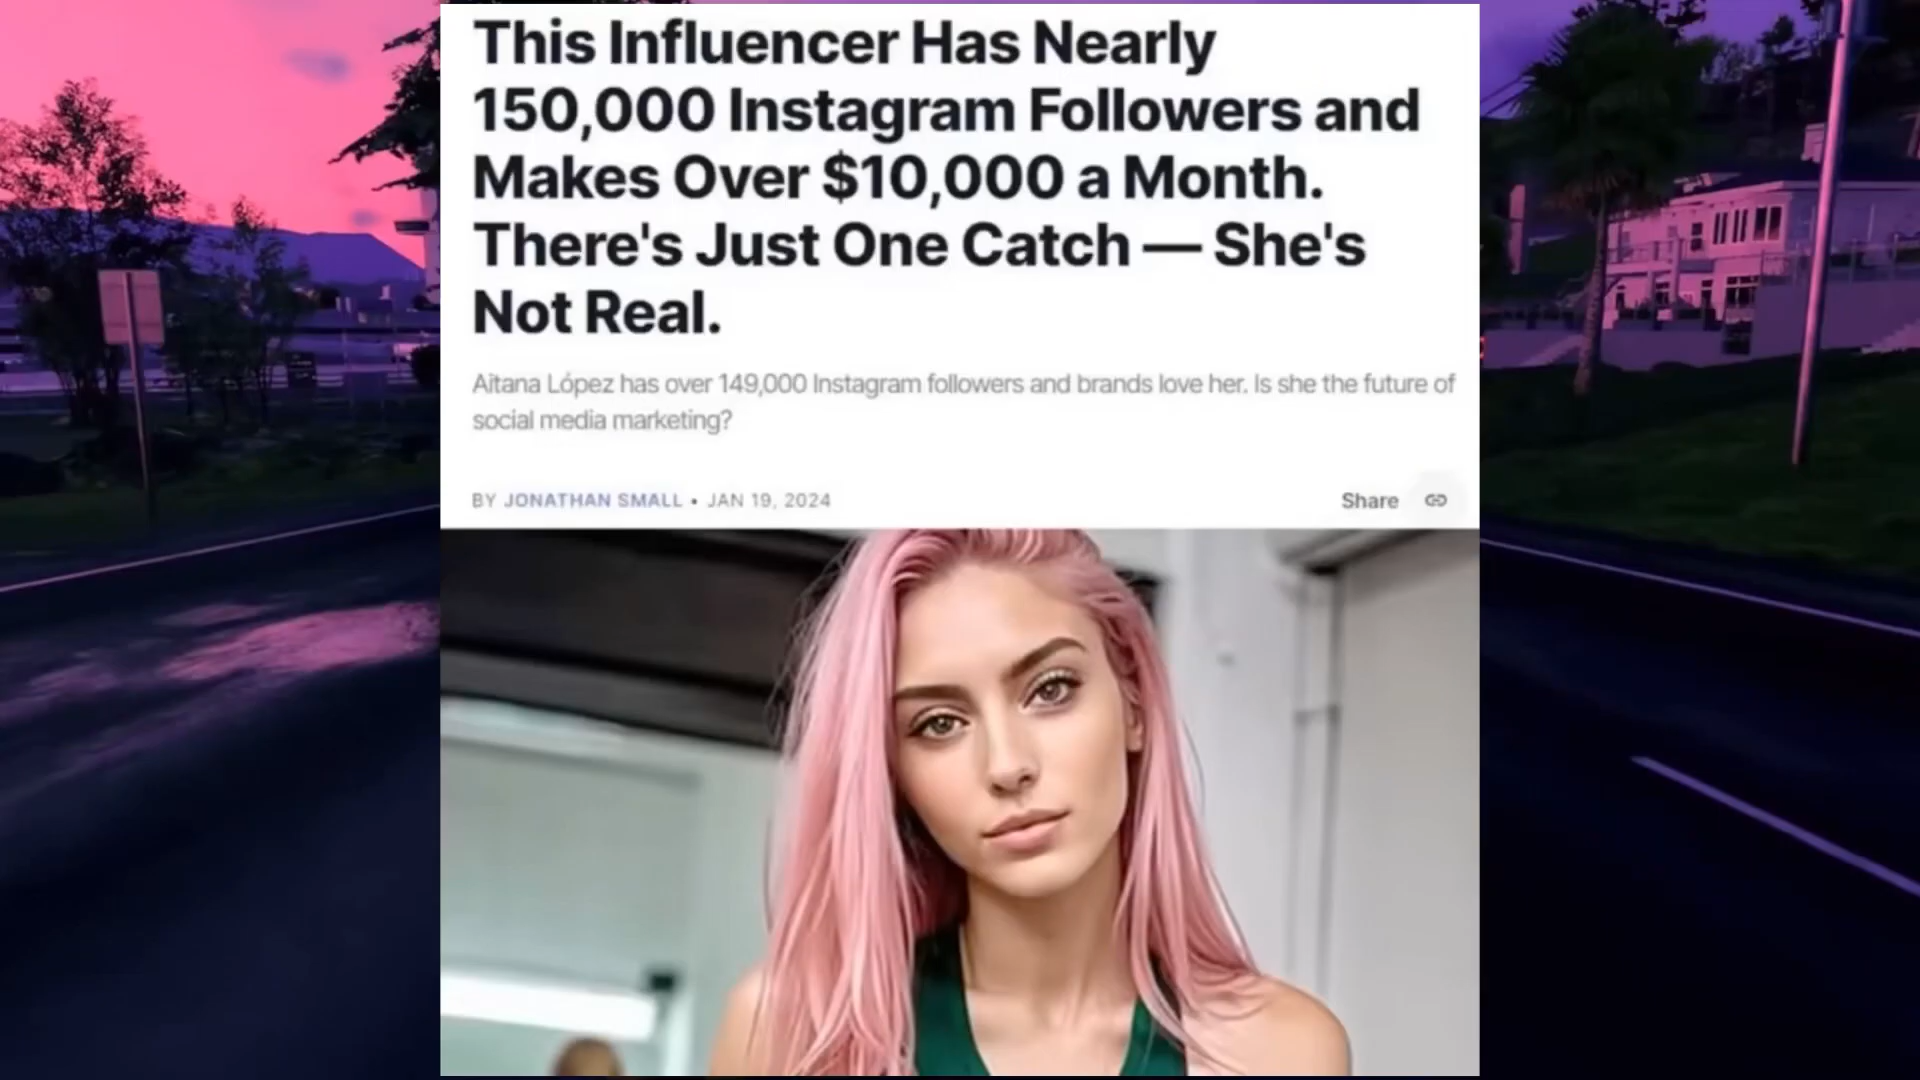 This Influencer Has Nearly
150,000 Instagram Followers and
Makes Over $10,000 a Month.
There's Just One Catch — She's
Not Real.
Aitana López has over 149,000 Instagram followers and brands love her. Is she the future of
social media marketing?
BY JONATHAN SMALL • JAN 19, 2024
Share